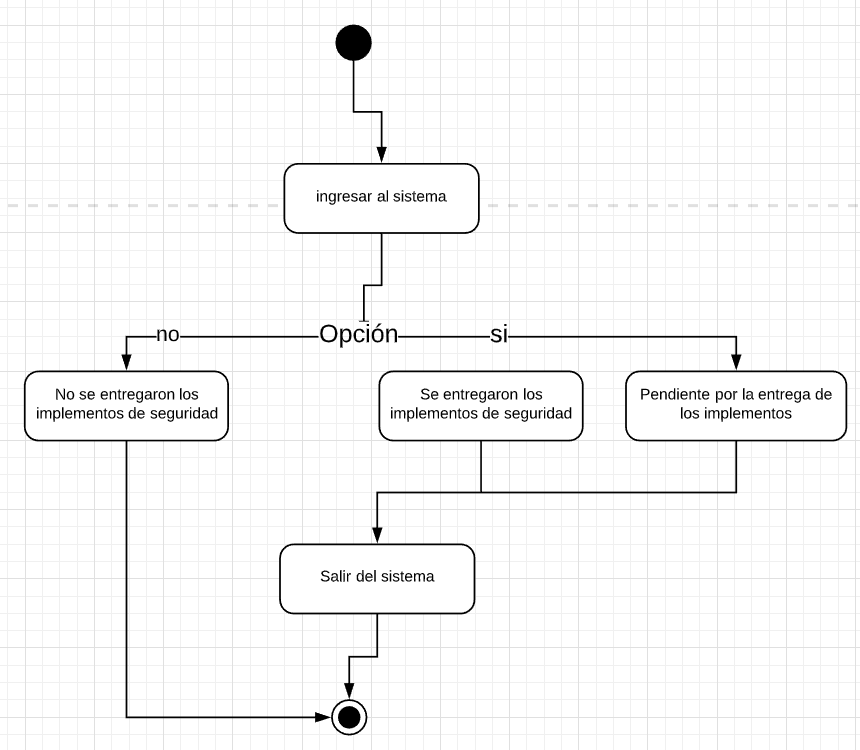 ingresar al sistema
no
Opción
si
No se entregaron los
implementos de seguridad
Se entregaron los
implementos de seguridad
Pendiente por la entrega de
los implementos
Salir del sistema